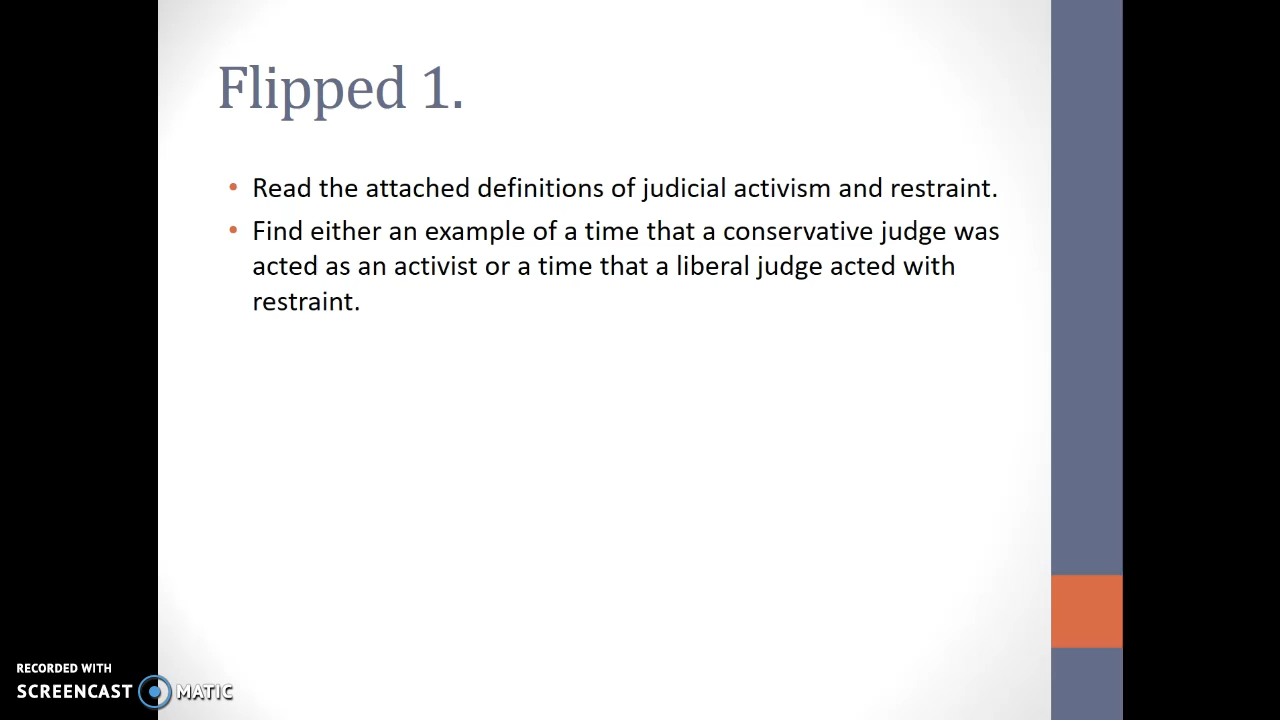 Flipped 1.
• Read the attached definitions of judicial activism and restraint.
• Find either an example of a time that a conservative judge was
acted as an activist or a time that a liberal judge acted with
restraint.
RECORDED WITH
SCREENCAST MATIC